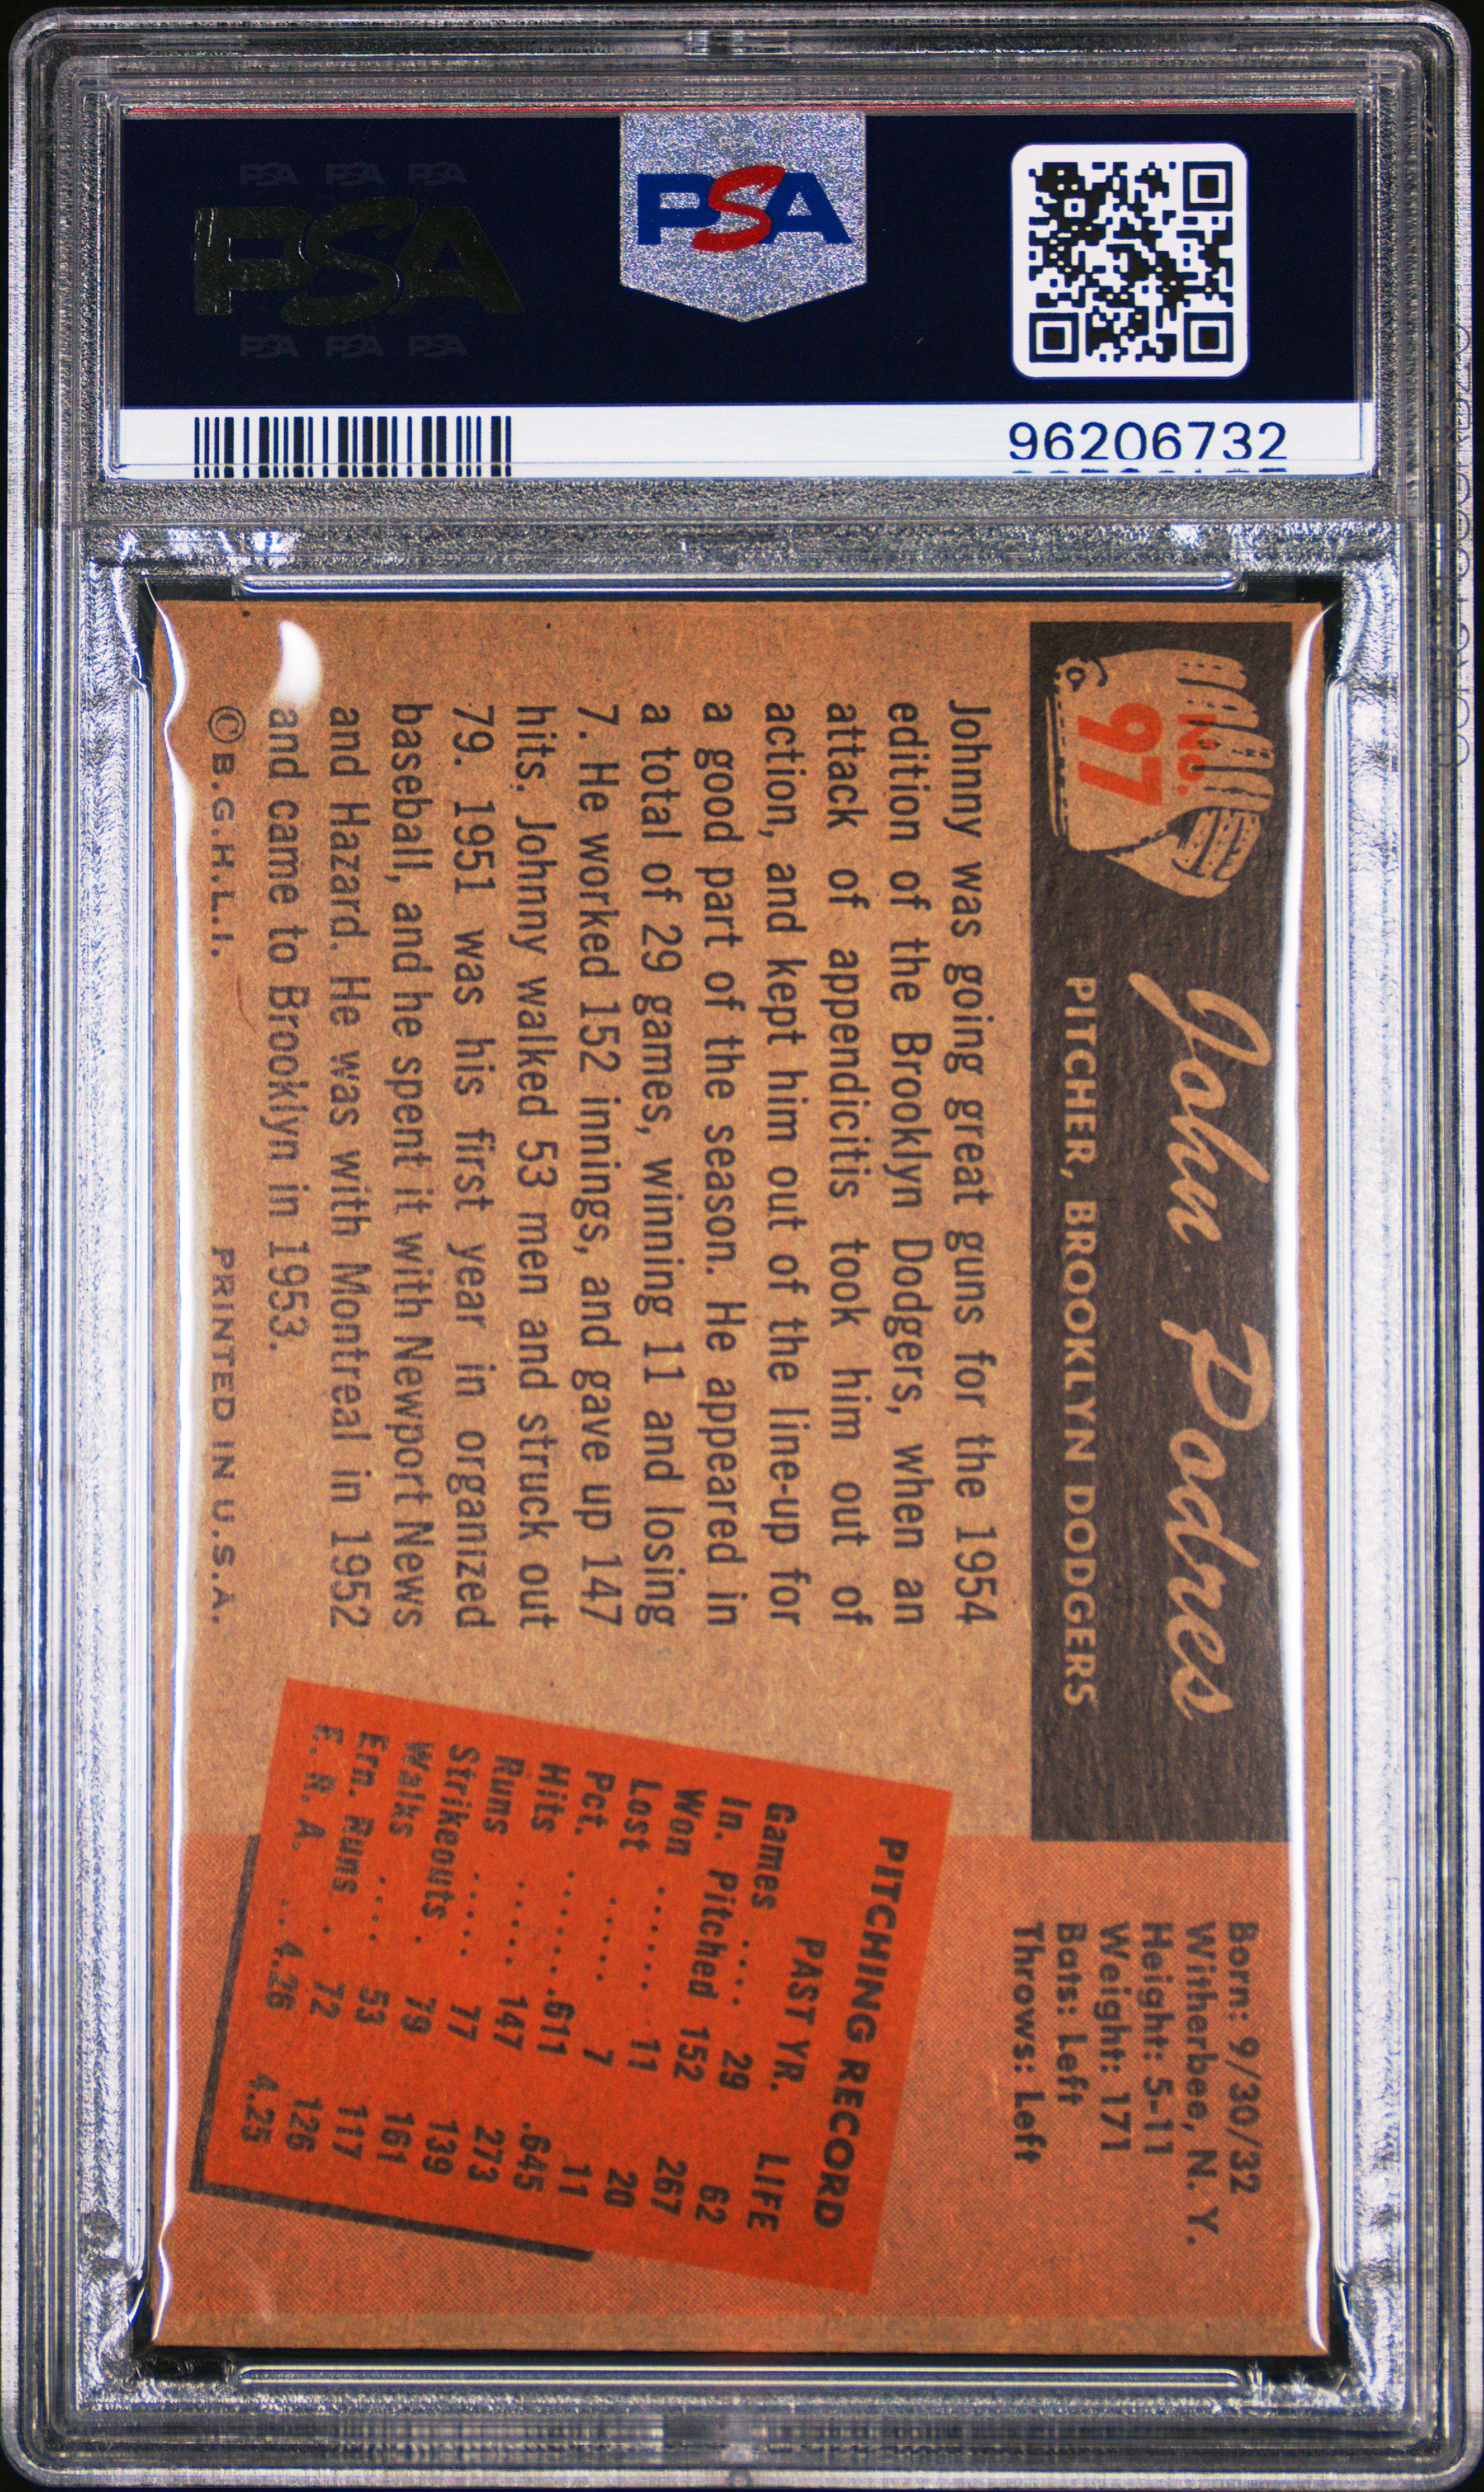 PSA PSA PSA
PSA
PSA PSA PSA
PSA
96206732
No.
97
John Podres
PITCHER, BROOKLYN DODGERS
Born: 9/30/32
Witherbee, N. Y.
Height: 5-11
Weight: 171
Bats: Left
Throws: Left
Johnny was going great guns for the 1954
edition of the Brooklyn Dodgers, when an
attack of appendicitis took him out of
action, and kept him out of the line-up for
a good part of the season. He appeared in
a total of 29 games, winning 11 and losing
7. He worked 152 innings, and gave up 147
hits. Johnny walked 53 men and struck out
79. 1951 was his first year in organized
baseball, and he spent it with Newport News
and Hazard. He was with Montreal in 1952
and came to Brooklyn in 1953.
©B.G.H.L.I. PRINTED IN U.S.A.
PITCHING RECORD
PAST YR. LIFE
Games .... 29 62
In. Pitched 152 267
Won ...... 11 20
Lost ..... 7 11
Pct. ...... .611 .645
Hits ..... 147 273
Runs ..... 77 139
Strikeouts . 79 161
Walks .... 53 117
Ern. Runs . 72 126
E. R. A. .. 4.26 4.25